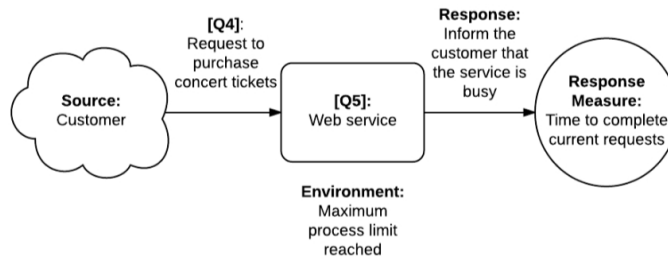 Source:
Customer
[Q4]:
Request to
purchase
concert tickets
[Q5]:
Web service
Environment:
Maximum
process limit
reached
Response:
Inform the
customer that
the service is
busy
Response
Measure:
Time to complete
current requests